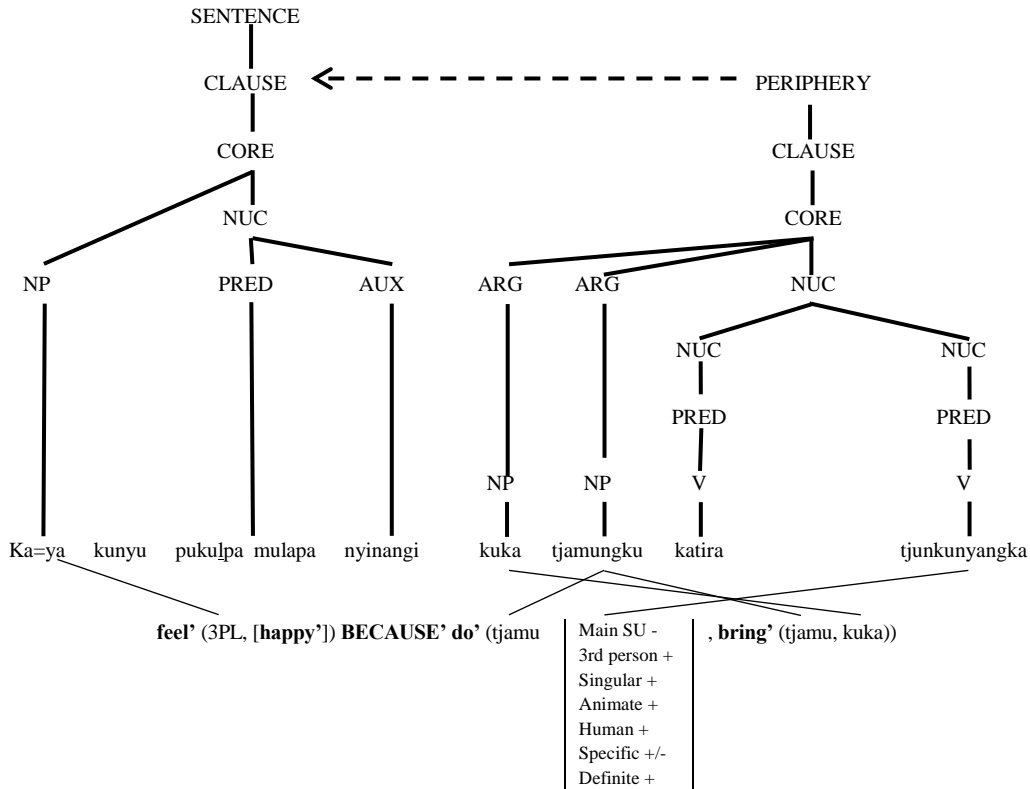 SENTENCE
CLAUSE PERIPHERY
CORE CLAUSE
NUC CORE
NP PRED AUX ARG ARG NUC
NUC NUC
PRED PRED
NP NP V V
Ka=ya kunyu pukuḻpa mulapa nyinangi kuka tjamungku katira tjunkunyangka
feel’ (3PL, [happy’]) BECAUSE’ do’ (tjamu , bring’ (tjamu, kuka))
Main SU -
3rd person +
Singular +
Animate +
Human +
Specific +/-
Definite +